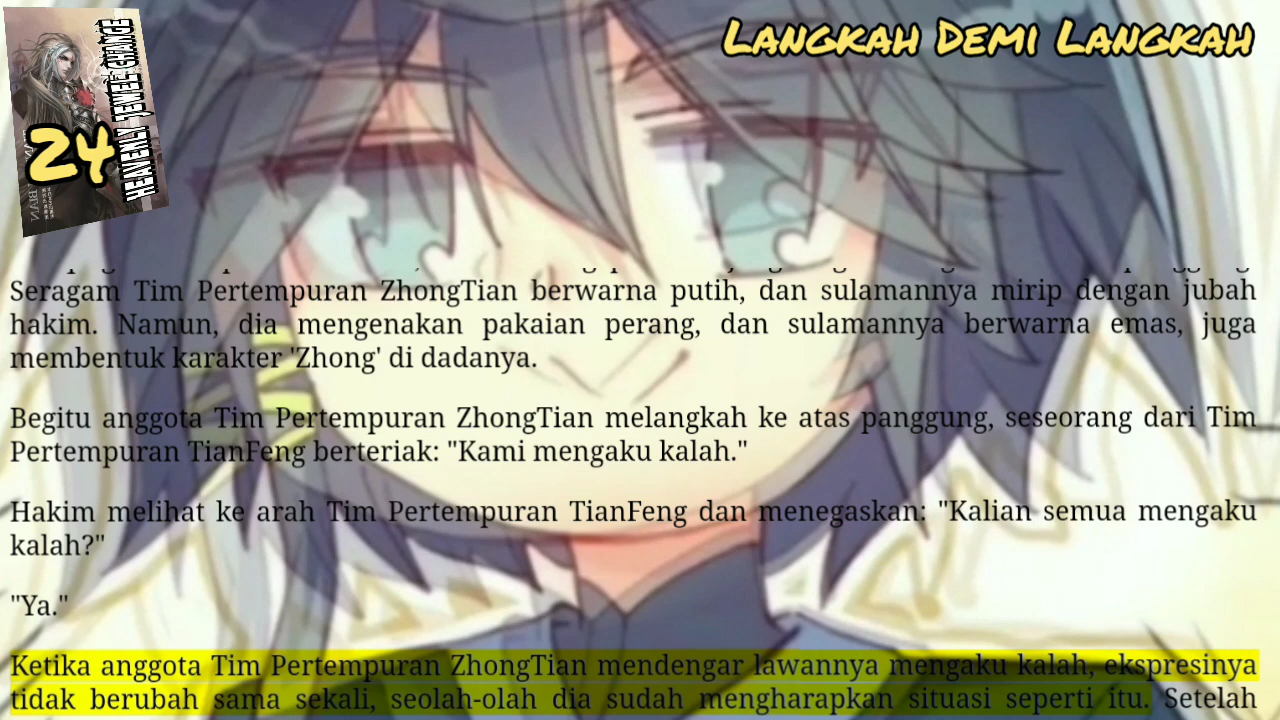 Langkah Demi Langkah
HEAVENLY JEWEL CHANGE
24
Seragam Tim Pertempuran ZhongTian berwarna putih, dan sulamannya mirip dengan jubah
hakim. Namun, dia mengenakan pakaian perang, dan sulamannya berwarna emas, juga
membentuk karakter 'Zhong' di dadanya.
Begitu anggota Tim Pertempuran ZhongTian melangkah ke atas panggung, seseorang dari Tim
Pertempuran TianFeng berteriak: "Kami mengaku kalah."
Hakim melihat ke arah Tim Pertempuran TianFeng dan menegaskan: "Kalian semua mengaku
kalah?"
"Ya."
Ketika anggota Tim Pertempuran ZhongTian mendengar lawannya mengaku kalah, ekspresinya
tidak berubah sama sekali, seolah-olah dia sudah mengharapkan situasi seperti itu. Setelah